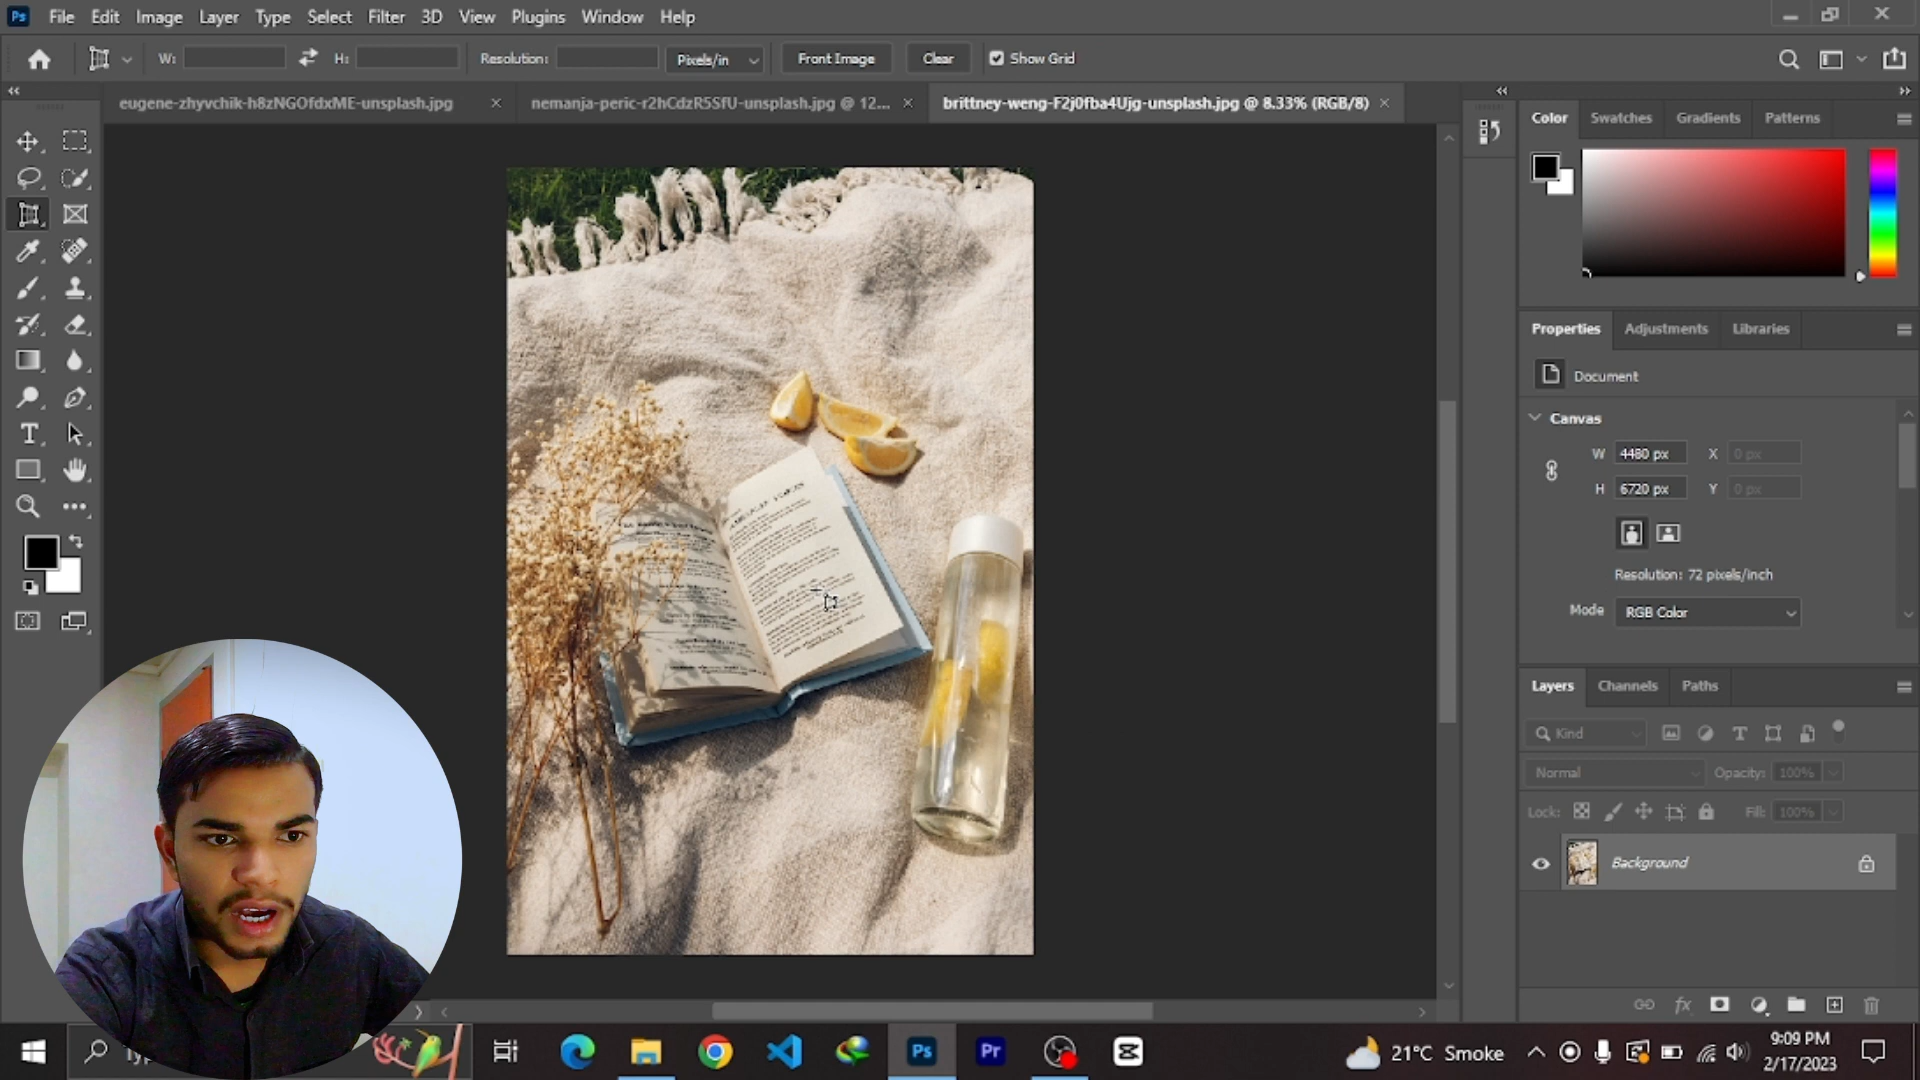 Ps File Edit Image Layer Type Select Filter 3D View Plugins Window Help
W: H: Resolution: Pixels/in Front Image Clear Show Grid
eugene-zhyvchik-h8zNGOfdxME-unsplash.jpg nemanja-peric-r2hCdzR5SfU-unsplash.jpg @ 12... brittney-weng-F2j0fba4Ujg-unsplash.jpg @ 8.33% (RGB/8)
Color Swatches Gradients Patterns
Properties Adjustments Libraries
Document
Canvas
W 4480 px X 0 px
H 6720 px Y 0 px
Resolution: 72 pixels/inch
Mode RGB Color
Layers Channels Paths
Kind
Normal Opacity: 100%
Lock: Fill: 100%
Background
fx
Ps Pr 21°C Smoke 9:09 PM
2/17/2023